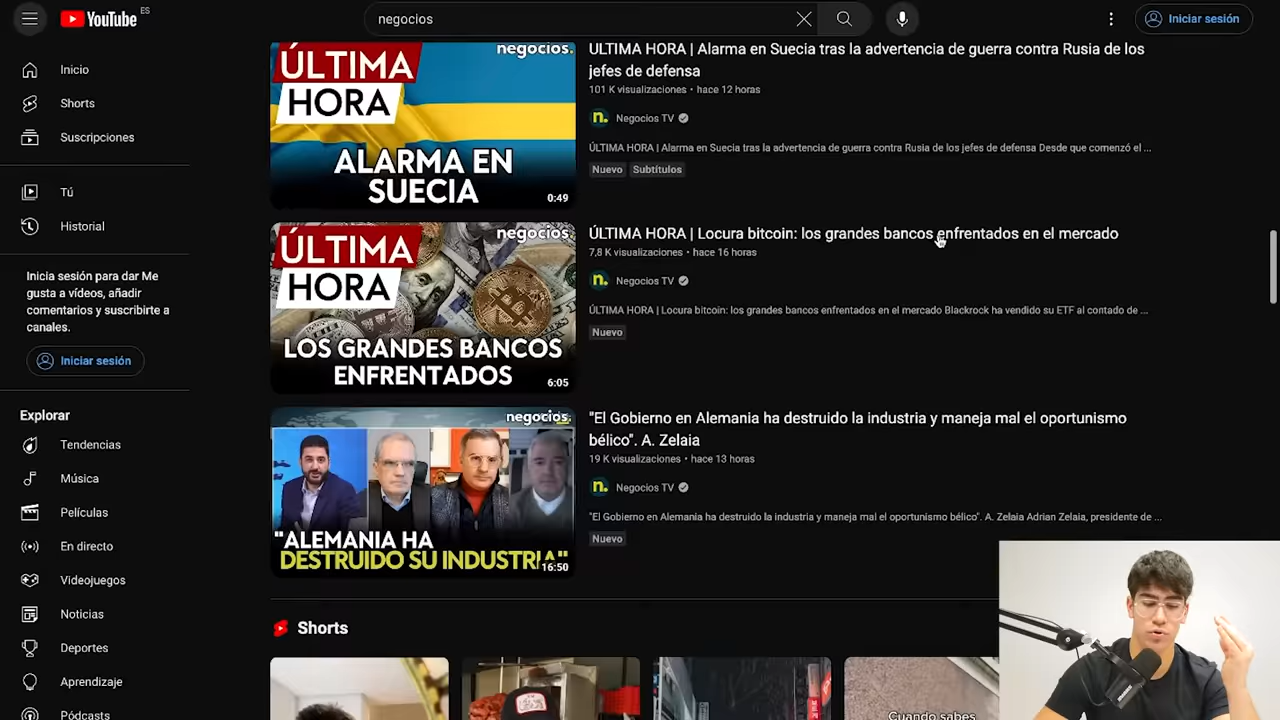 YouTube
ES
negocios
Iniciar sesión
Inicio
Shorts
Suscripciones
Tú
Historial
Inicia sesión para dar Me
gusta a vídeos, añadir
comentarios y suscribirte a
canales.
Iniciar sesión
Explorar
Tendencias
Música
Películas
En directo
Videojuegos
Noticias
Deportes
Aprendizaje
Pódcasts
ÚLTIMA
HORA
negocios.
ALARMA EN
SUECIA
0:49
ÚLTIMA HORA | Alarma en Suecia tras la advertencia de guerra contra Rusia de los
jefes de defensa
101 K visualizaciones • hace 12 horas
n. Negocios TV
ÚLTIMA HORA | Alarma en Suecia tras la advertencia de guerra contra Rusia de los jefes de defensa Desde que comenzó el ...
Nuevo Subtítulos
ÚLTIMA
HORA
negocios.
LOS GRANDES BANCOS
ENFRENTADOS
6:05
ÚLTIMA HORA | Locura bitcoin: los grandes bancos enfrentados en el mercado
7,8 K visualizaciones • hace 16 horas
n. Negocios TV
ÚLTIMA HORA | Locura bitcoin: los grandes bancos enfrentados en el mercado Blackrock ha vendido su ETF al contado de ...
Nuevo
negocios.
"ALEMANIA HA
DESTRUIDO SU INDUSTRIA"
16:50
"El Gobierno en Alemania ha destruido la industria y maneja mal el oportunismo
bélico". A. Zelaia
19 K visualizaciones • hace 13 horas
n. Negocios TV
"El Gobierno en Alemania ha destruido la industria y maneja mal el oportunismo bélico". A. Zelaia Adrian Zelaia, presidente de ...
Nuevo
Shorts
Cuando sabes